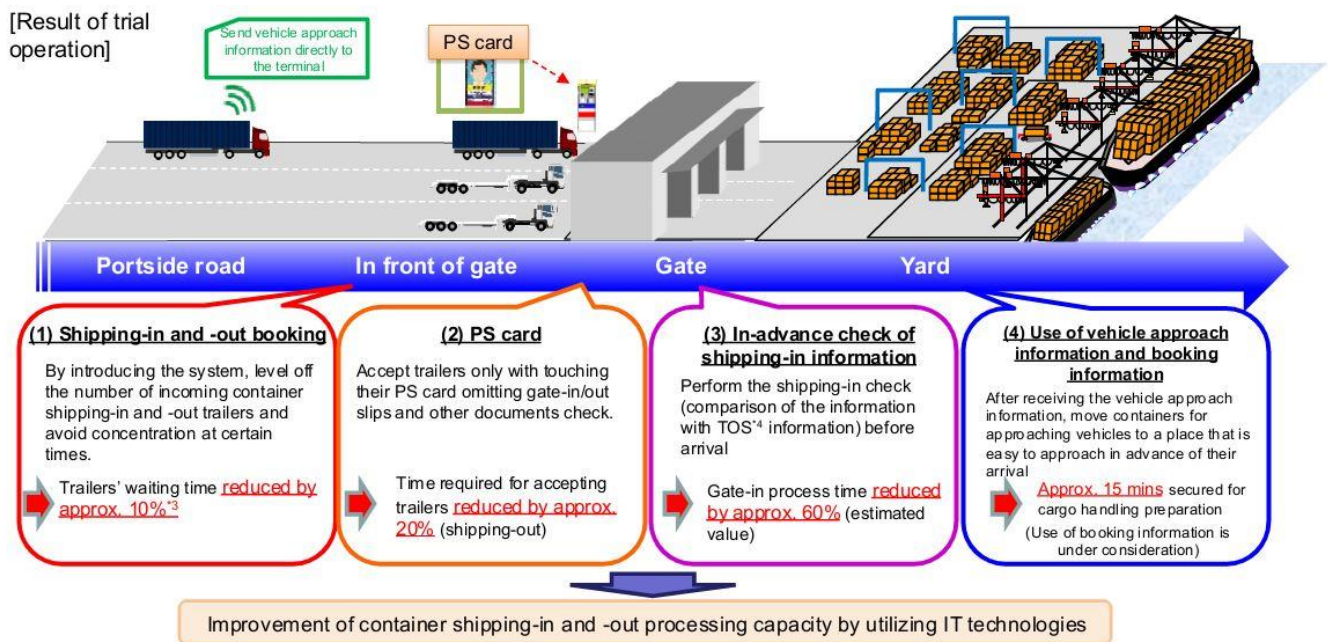 [Result of trial
operation]
Send vehicle approach
information directly to
the terminal
PS card
Portside road
In front of gate
Gate
Yard
(1) Shipping-in and -out booking
By introducing the system, level off
the number of incoming container
shipping-in and -out trailers and
avoid concentration at certain
times.
Trailers' waiting time reduced by
approx. 10%*3
(2) PS card
Accept trailers only with touching
their PS card omitting gate-in/out
slips and other documents check.
Time required for accepting
trailers reduced by approx.
20% (shipping-out)
(3) In-advance check of
shipping-in information
Perform the shipping-in check
(comparison of the information
with TOS*4 information) before
arrival
Gate-in process time reduced
by approx. 60% (estimated
value)
(4) Use of vehicle approach
information and booking
information
After receiving the vehicle approach
information, move containers for
approaching vehicles to a place that is
easy to approach in advance of their
arrival
Approx. 15 mins secured for
cargo handling preparation
(Use of booking information is
under consideration)
Improvement of container shipping-in and -out processing capacity by utilizing IT technologies